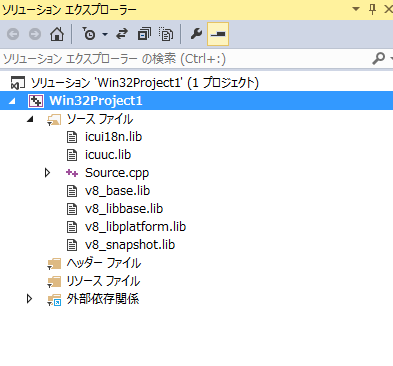 ソリューション エクスプローラー
ソリューション エクスプローラー の検索 (Ctrl+:)
ソリューション 'Win32Project1' (1 プロジェクト)
Win32Project1
ソース ファイル
icui18n.lib
icuuc.lib
Source.cpp
v8_base.lib
v8_libbase.lib
v8_libplatform.lib
v8_snapshot.lib
ヘッダー ファイル
リソース ファイル
外部依存関係